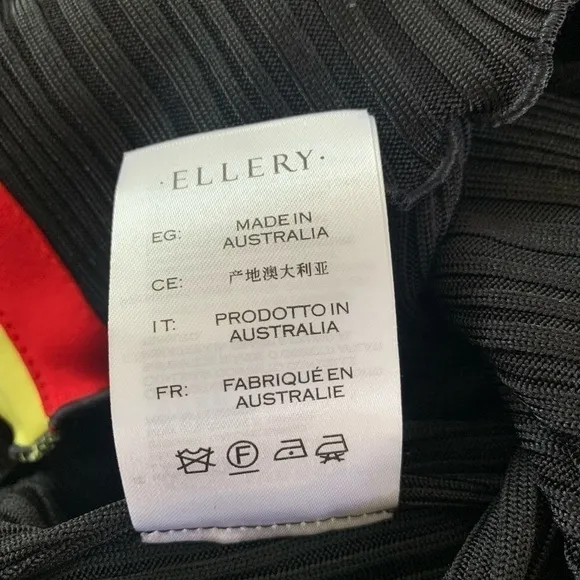 ·ELLERY·
EG: MADE IN
AUSTRALIA
CE: 产地澳大利亚
IT: PRODOTTO IN
AUSTRALIA
FR: FABRIQUÉ EN
AUSTRALIE
F